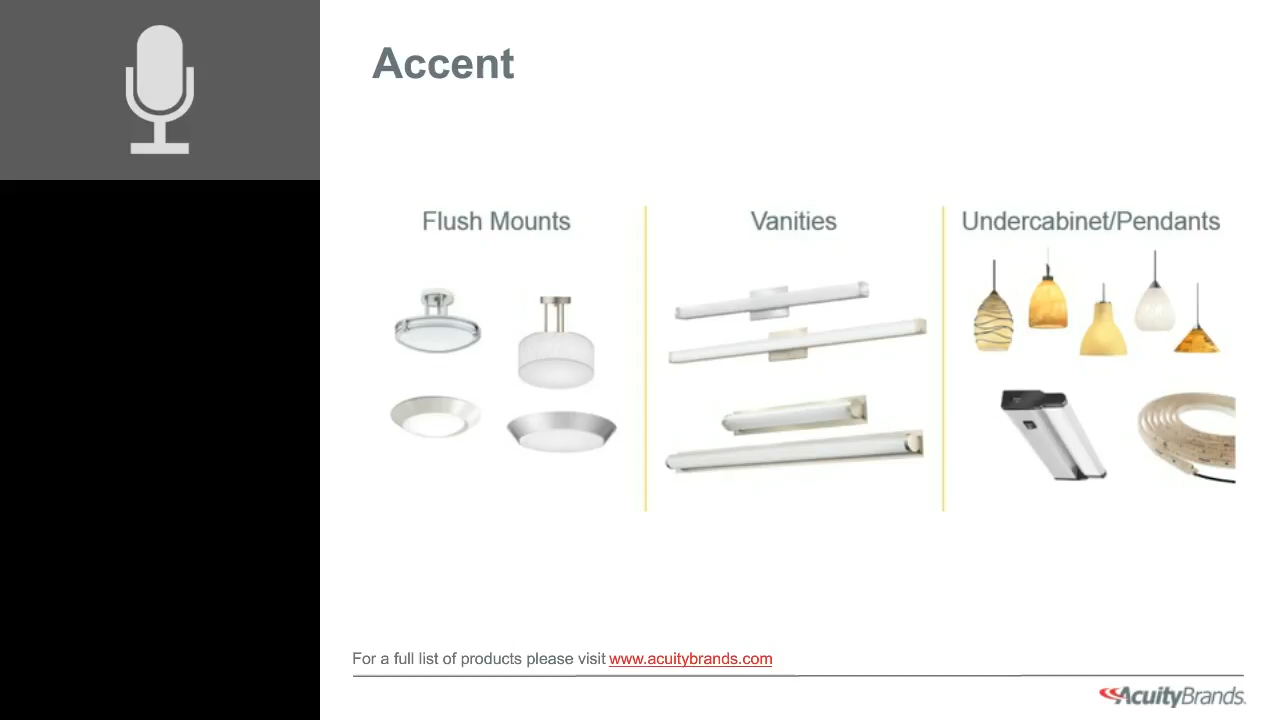 Accent
Flush Mounts
Vanities
Undercabinet/Pendants
For a full list of products please visit www.acuitybrands.com
AcuityBrands.